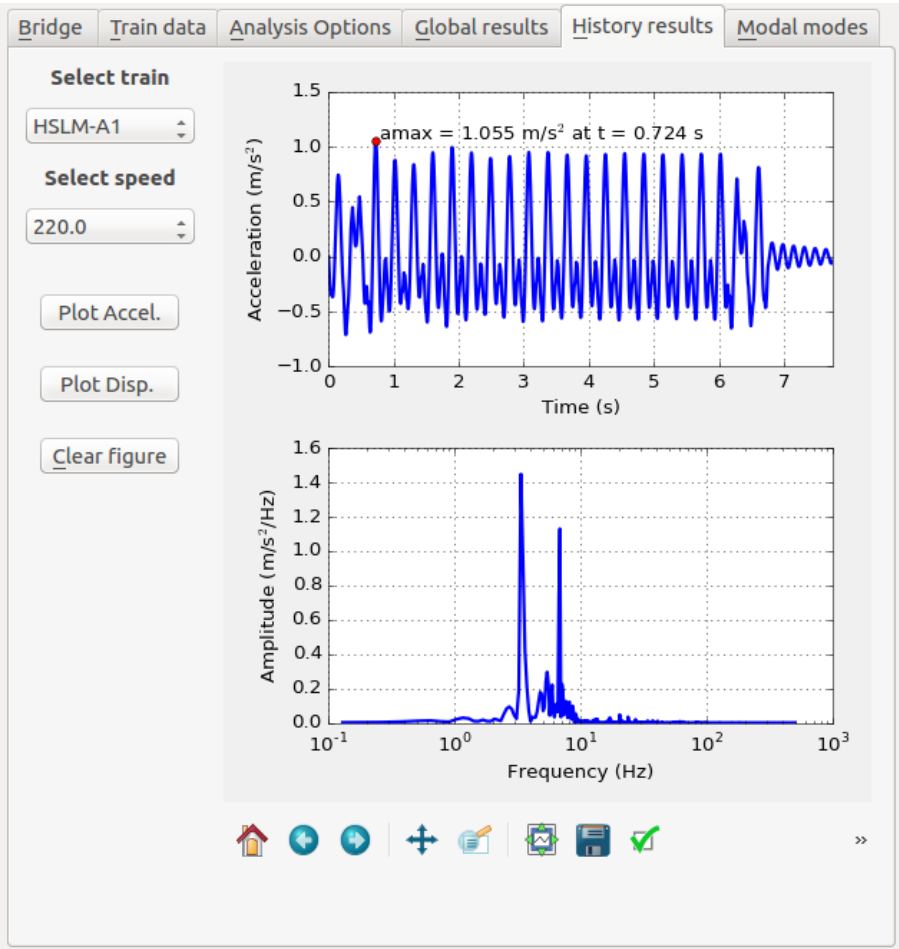 Bridge Train data Analysis Options Global results History results Modal modes
Select train
HSLM-A1
Select speed
220.0
Plot Accel.
Plot Disp.
Clear figure
1.5
1.0
0.5
0.0
−0.5
−1.0
Acceleration (m/s²)
amax = 1.055 m/s² at t = 0.724 s
0 1 2 3 4 5 6 7
Time (s)
1.6
1.4
1.2
1.0
0.8
0.6
0.4
0.2
0.0
Amplitude (m/s²/Hz)
10⁻¹ 10⁰ 10¹ 10² 10³
Frequency (Hz)
»